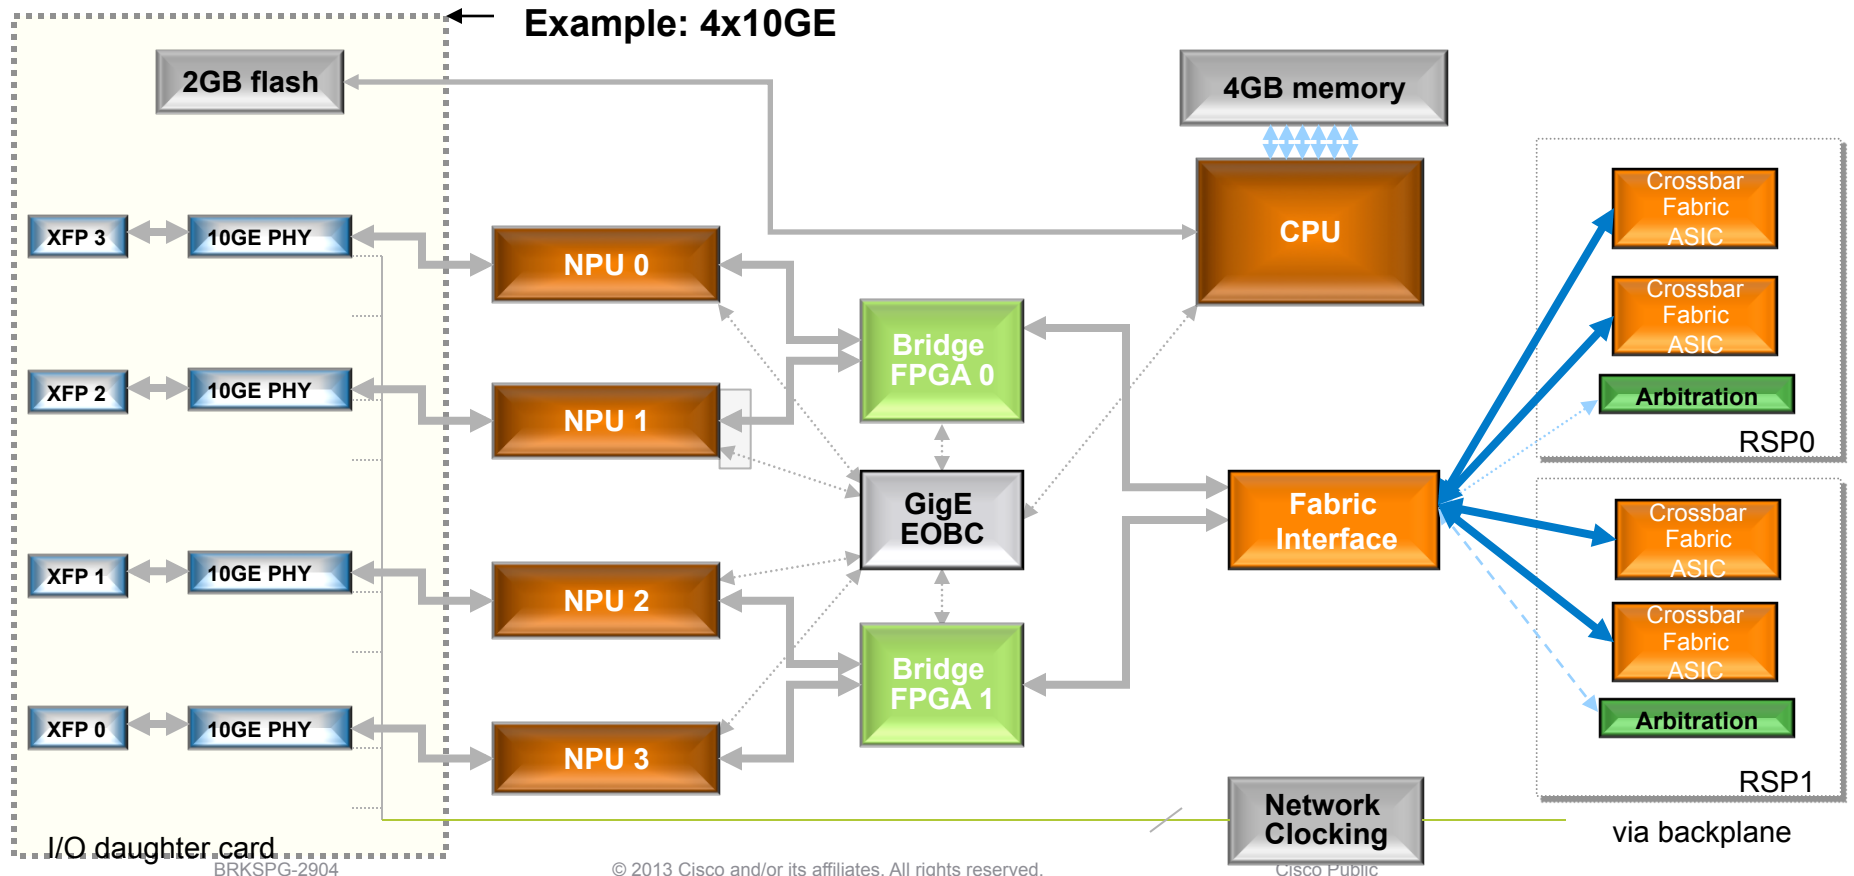 Example: 4x10GE
2GB flash
4GB memory
XFP 3
10GE PHY
NPU 0
CPU
Crossbar
Fabric
ASIC
Crossbar
Fabric
ASIC
Arbitration
RSP0
XFP 2
10GE PHY
NPU 1
Bridge
FPGA 0
GigE
EOBC
Fabric
Interface
XFP 1
10GE PHY
NPU 2
Bridge
FPGA 1
Crossbar
Fabric
ASIC
Crossbar
Fabric
ASIC
Arbitration
RSP1
XFP 0
10GE PHY
NPU 3
Network
Clocking
via backplane
I/O daughter card
BRKSPG-2904
© 2013 Cisco and/or its affiliates. All rights reserved.
Cisco Public